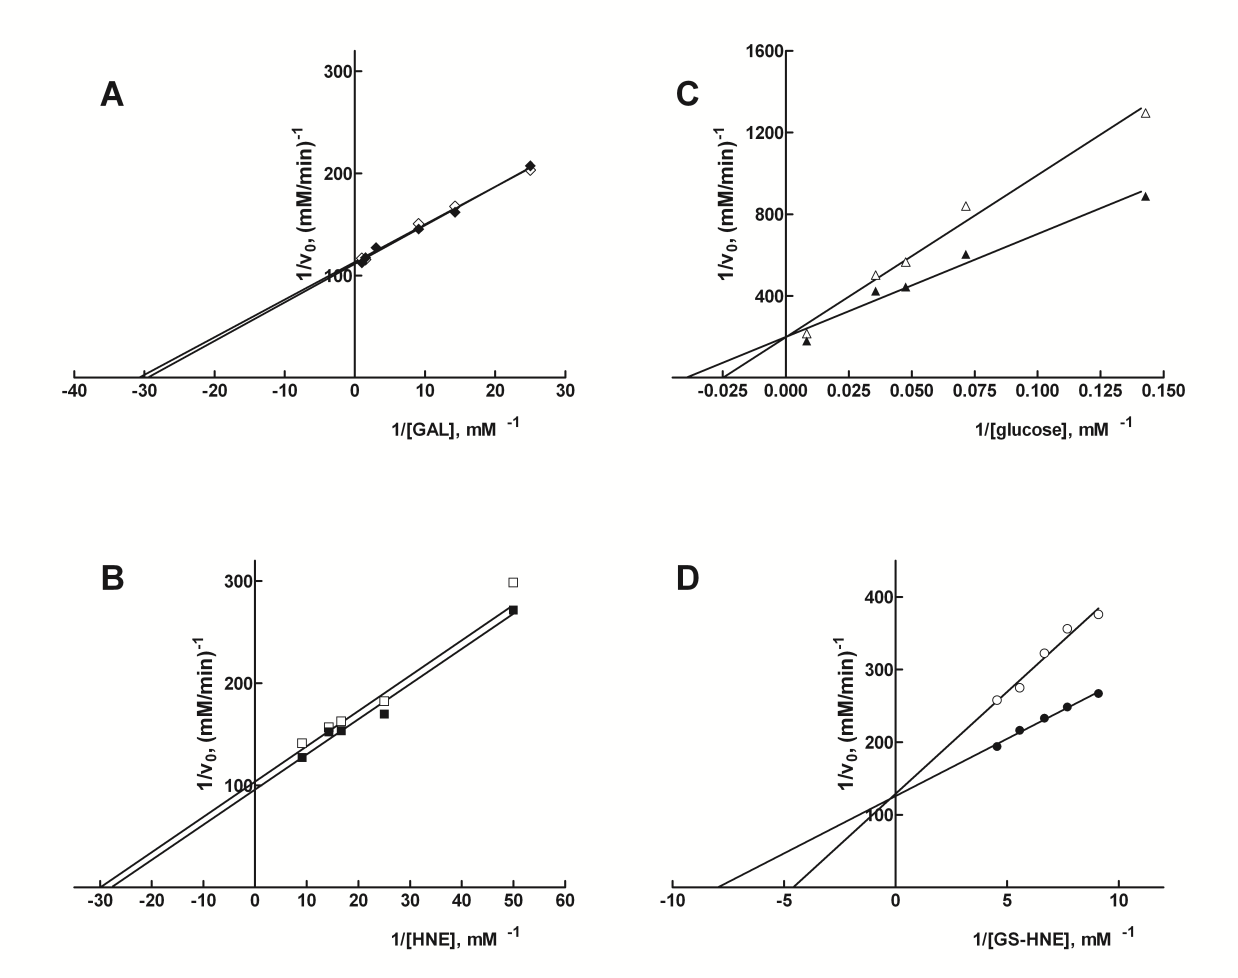 A
300
200
100
1/v0, (mM/min)-1
-40 -30 -20 -10 0 10 20 30
1/[GAL], mM -1
C
1600
1200
800
400
1/v0, (mM/min)-1
-0.025 0.000 0.025 0.050 0.075 0.100 0.125 0.150
1/[glucose], mM -1
B
300
200
100
1/v0, (mM/min)-1
-30 -20 -10 0 10 20 30 40 50 60
1/[HNE], mM -1
D
400
300
200
100
1/v0, (mM/min)-1
-10 -5 0 5 10
1/[GS-HNE], mM -1